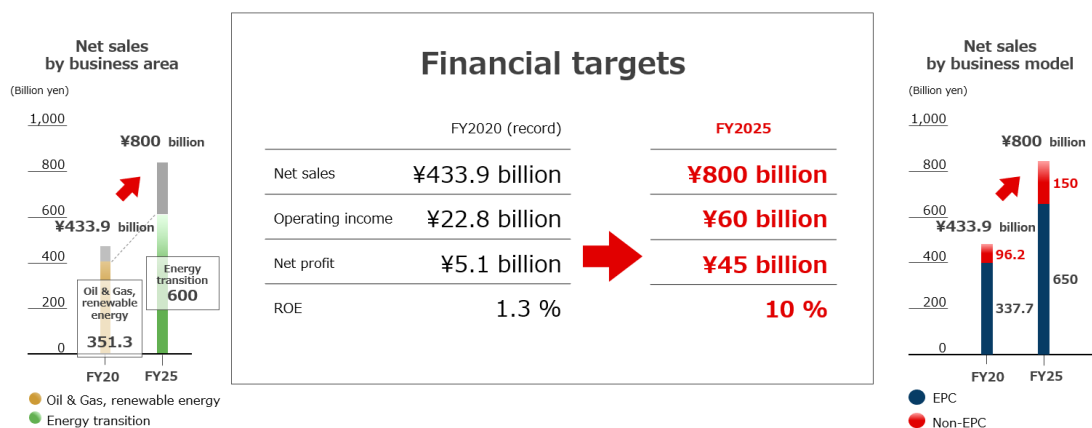 Net sales
by business area
(Billion yen)
1,000
¥800 billion
800
600
¥433.9 billion
400
Energy
transition
600
Oil & Gas,
renewable
energy
351.3
200
0
FY20
FY25
Oil & Gas, renewable energy
Energy transition
Financial targets
FY2020 (record)
FY2025
Net sales
¥433.9 billion
¥800 billion
Operating income
¥22.8 billion
¥60 billion
Net profit
¥5.1 billion
¥45 billion
ROE
1.3 %
10 %
Net sales
by business model
(Billion yen)
1,000
¥800 billion
800
150
600
¥433.9 billion
96.2
400
650
337.7
200
0
FY20
FY25
EPC
Non-EPC